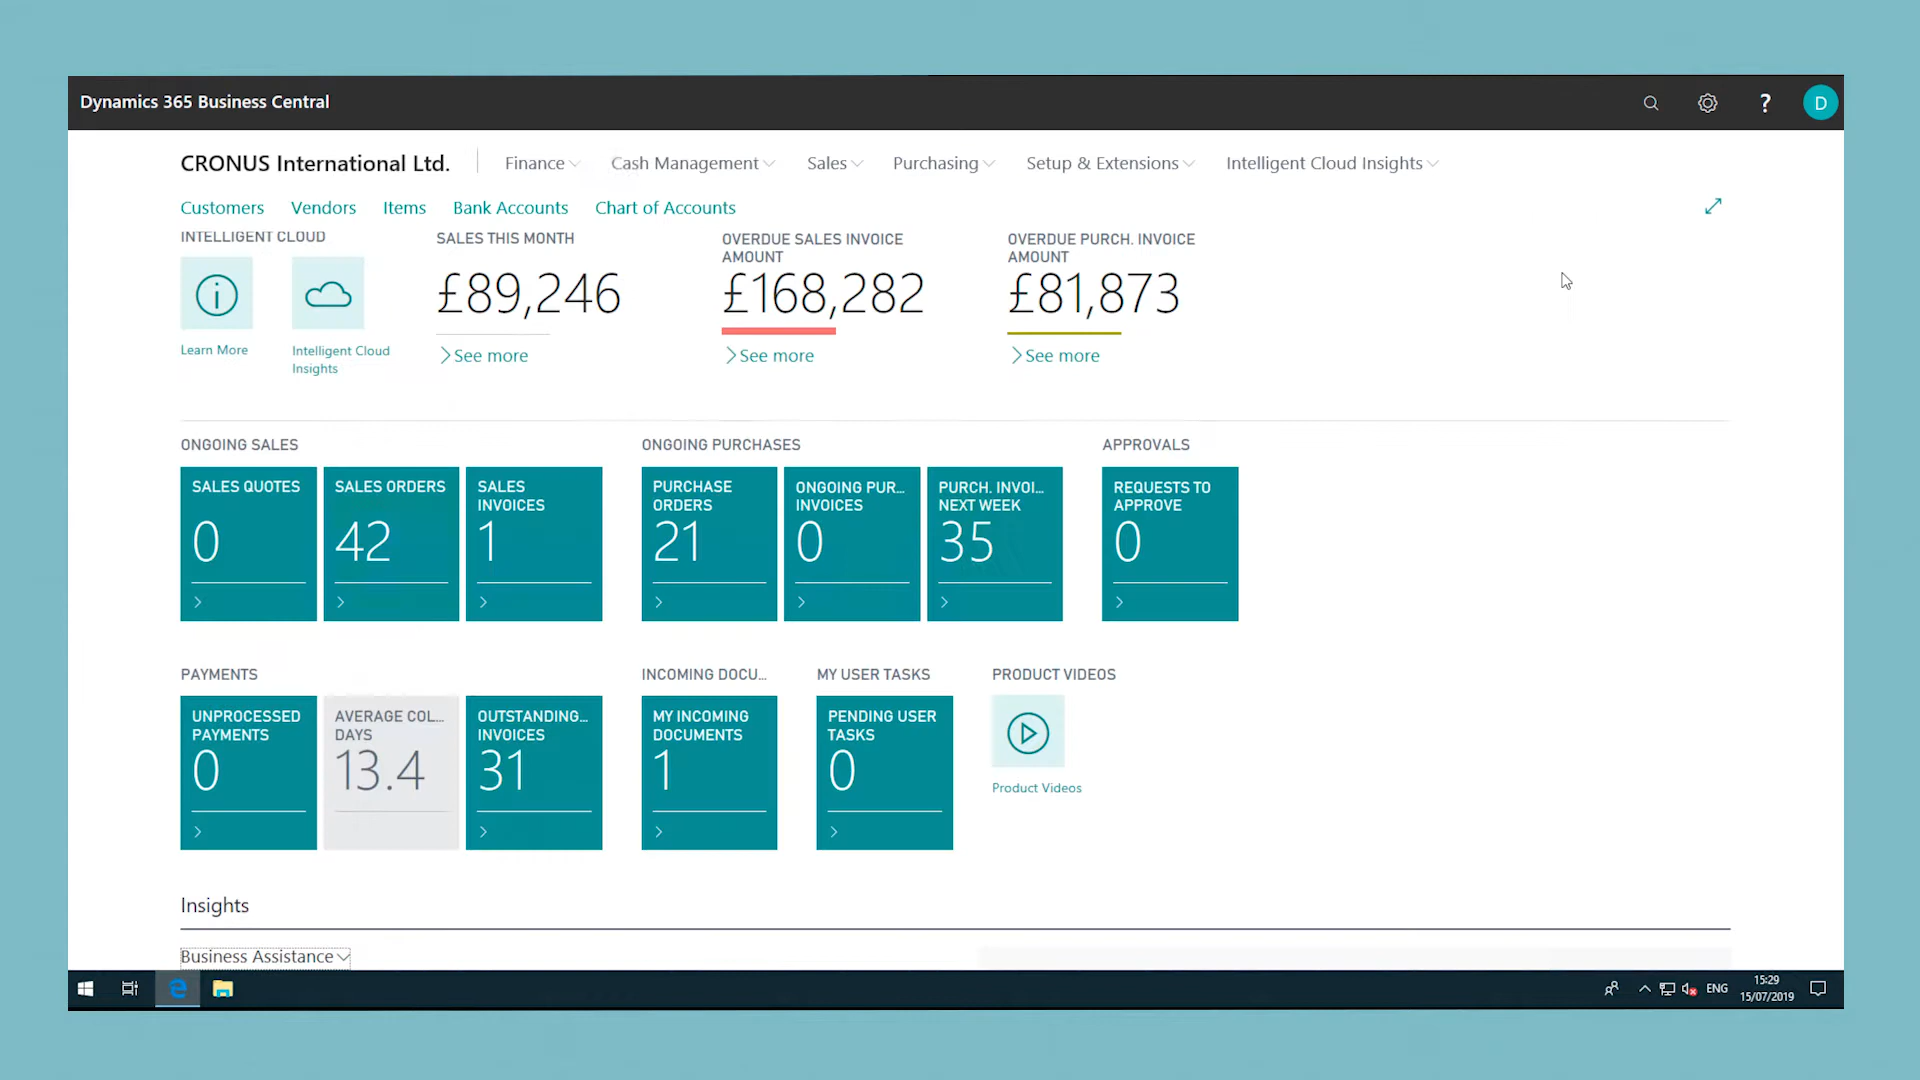 Dynamics 365 Business Central
? D
CRONUS International Ltd. Finance Cash Management Sales Purchasing Setup & Extensions Intelligent Cloud Insights
Customers Vendors Items Bank Accounts Chart of Accounts
INTELLIGENT CLOUD
Learn More
Intelligent Cloud
Insights
SALES THIS MONTH
£89,246
See more
OVERDUE SALES INVOICE
AMOUNT
£168,282
See more
OVERDUE PURCH. INVOICE
AMOUNT
£81,873
See more
ONGOING SALES
SALES QUOTES
0
SALES ORDERS
42
SALES
INVOICES
1
ONGOING PURCHASES
PURCHASE
ORDERS
21
ONGOING PUR...
INVOICES
0
PURCH. INVOI...
NEXT WEEK
35
APPROVALS
REQUESTS TO
APPROVE
0
PAYMENTS
UNPROCESSED
PAYMENTS
0
AVERAGE COL...
DAYS
13.4
OUTSTANDING...
INVOICES
31
INCOMING DOCU...
MY INCOMING
DOCUMENTS
1
MY USER TASKS
PENDING USER
TASKS
0
PRODUCT VIDEOS
Product Videos
Insights
Business Assistance
ENG
15:29
15/07/2019